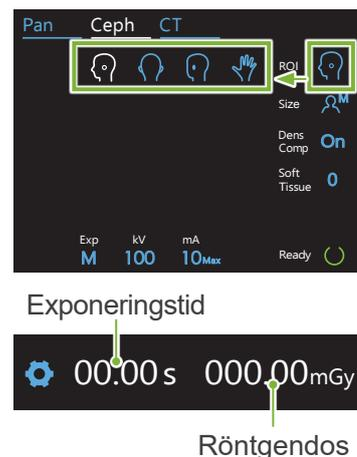 Pan Ceph CT
ROI
Size M
Dens
Comp On
Soft
Tissue 0
Exp kV mA
M 100 10Max Ready
Exponeringstid
00.00 s 000.00mGy
Röntgendos